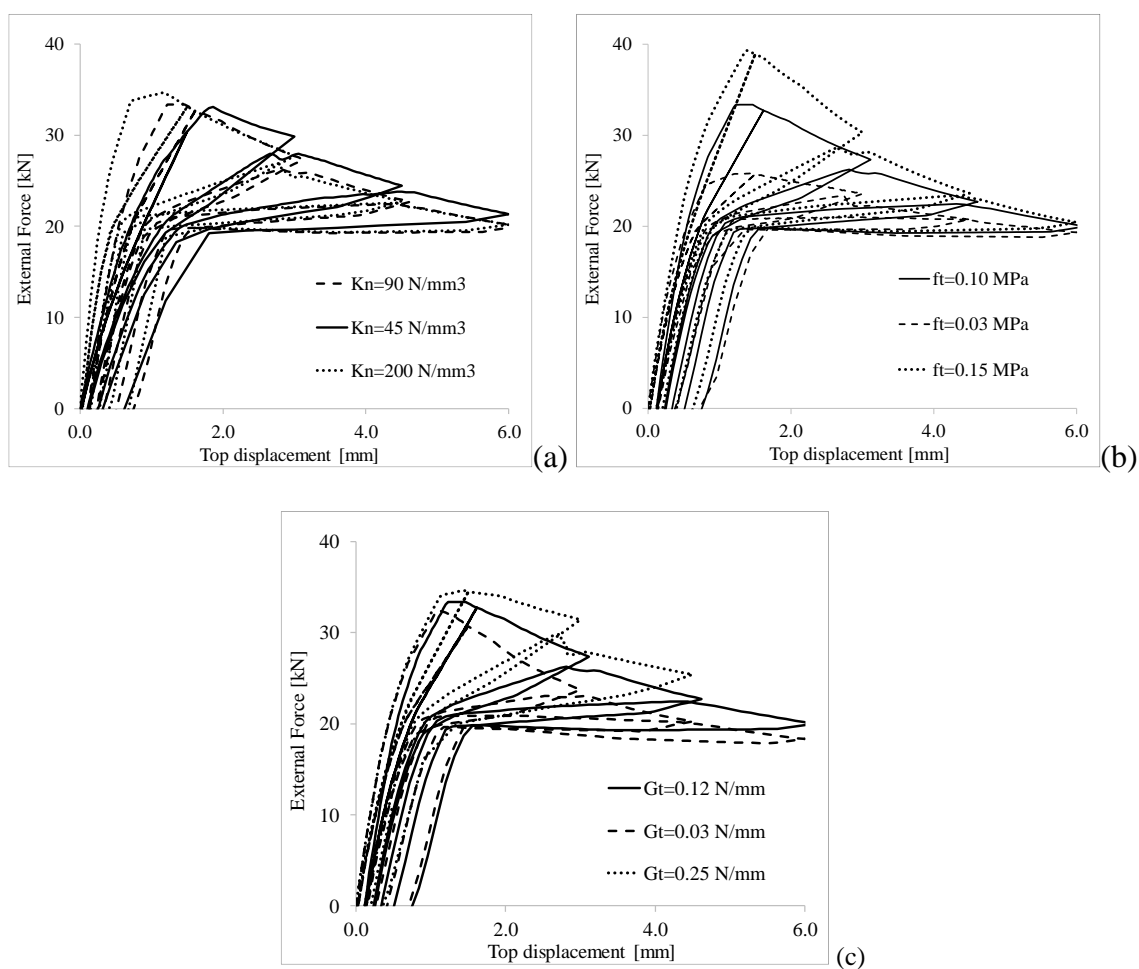 40
30
20
10
0
External Force [kN]
0.0 2.0 4.0 6.0
Top displacement [mm]
Kn=90 N/mm3
Kn=45 N/mm3
Kn=200 N/mm3
(a)
40
30
20
10
0
External Force [kN]
0.0 2.0 4.0 6.0
Top displacement [mm]
ft=0.10 MPa
ft=0.03 MPa
ft=0.15 MPa
(b)
40
30
20
10
0
External Force [kN]
0.0 2.0 4.0 6.0
Top displacement [mm]
Gt=0.12 N/mm
Gt=0.03 N/mm
Gt=0.25 N/mm
(c)